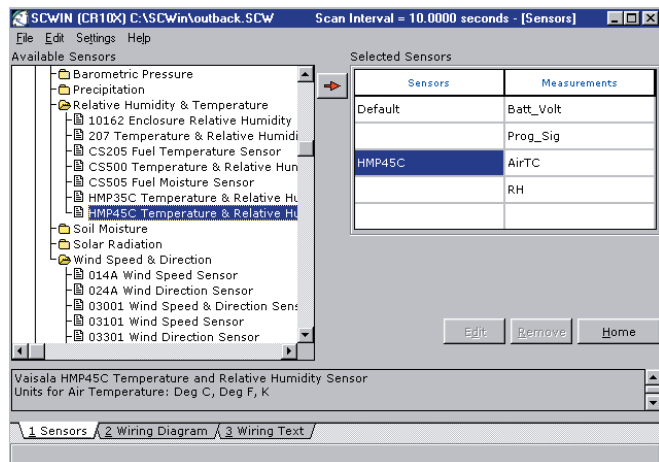 SCWIN (CR10X) C:\SCWin\outback.SCW Scan Interval = 10.0000 seconds - [Sensors]
File Edit Settings Help
Available Sensors
Barometric Pressure
Precipitation
Relative Humidity & Temperature
10162 Enclosure Relative Humidity
207 Temperature & Relative Humidi
CS205 Fuel Temperature Sensor
CS500 Temperature & Relative Hun
CS505 Fuel Moisture Sensor
HMP35C Temperature & Relative Hu
HMP45C Temperature & Relative Hu
Soil Moisture
Solar Radiation
Wind Speed & Direction
014A Wind Speed Sensor
024A Wind Direction Sensor
03001 Wind Speed & Direction Sens
03101 Wind Speed Sensor
03301 Wind Direction Sensor
Selected Sensors
Sensors Measurements
Default Batt_Volt
Prog_Sig
HMP45C AirTC
RH
Edit Remove Home
Vaisala HMP45C Temperature and Relative Humidity Sensor
Units for Air Temperature: Deg C, Deg F, K
1 Sensors 2 Wiring Diagram 3 Wiring Text